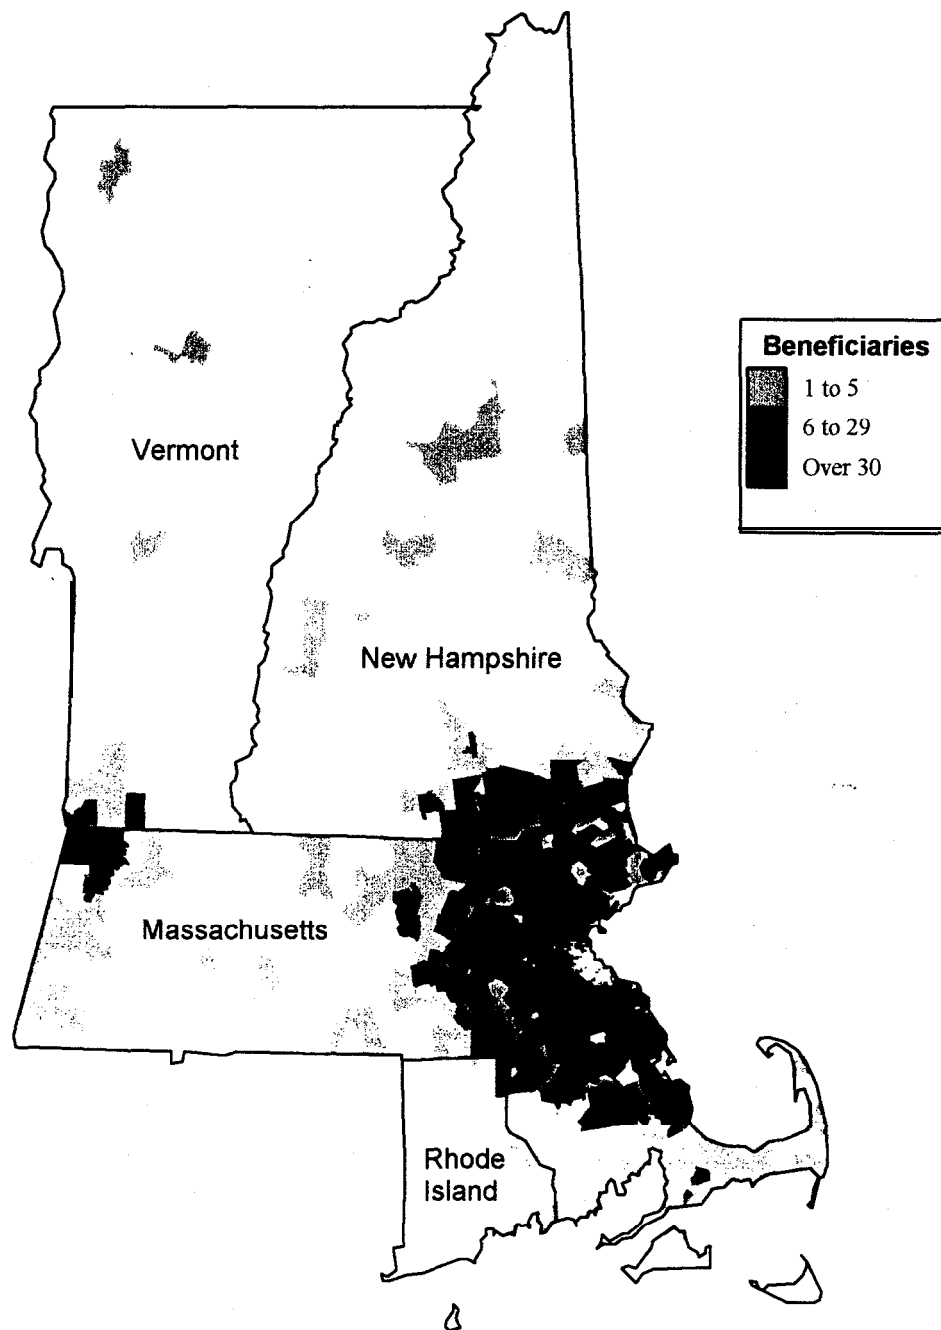 Beneficiaries
1 to 5
6 to 29
Over 30
Vermont
New Hampshire
Massachusetts
Rhode
Island